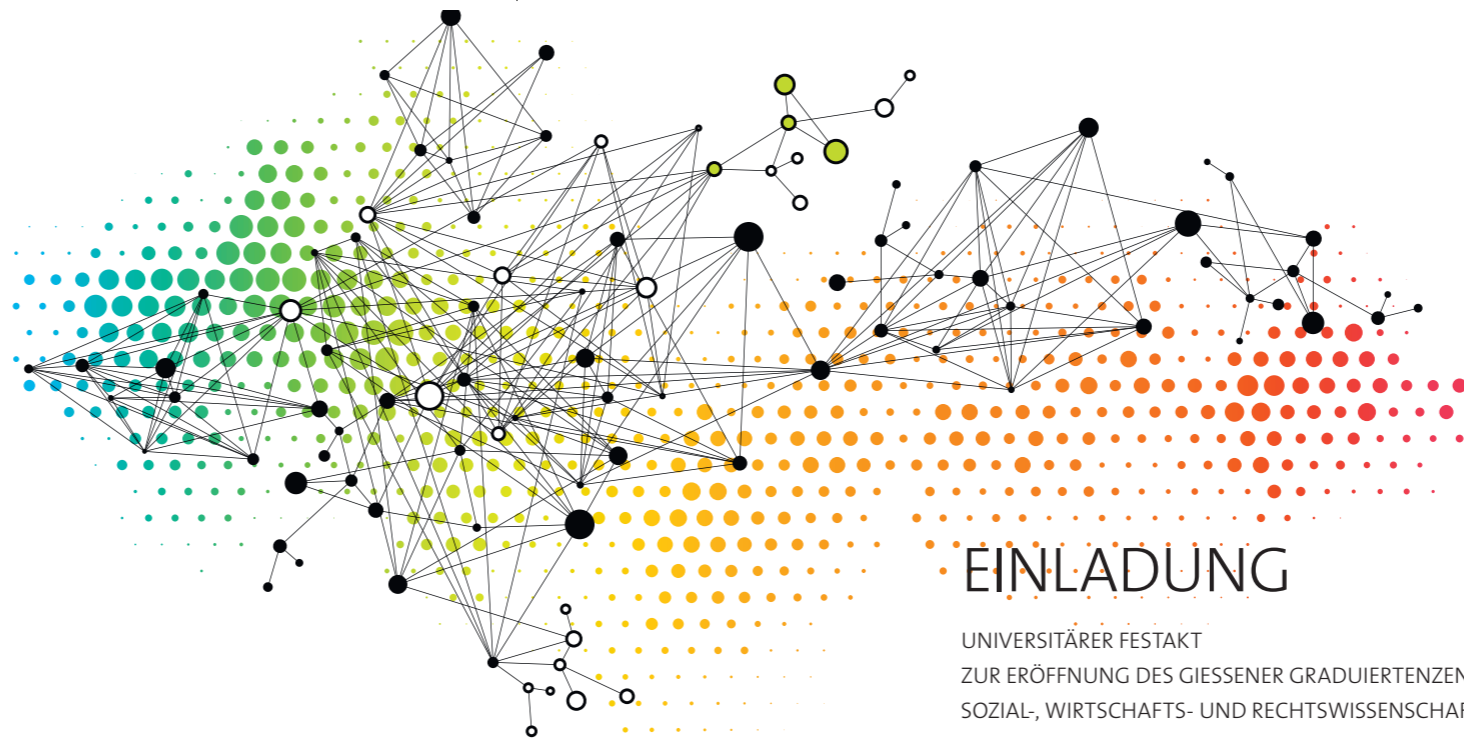 EINLADUNG
UNIVERSITÄRER FESTAKT
ZUR ERÖFFNUNG DES GIESSENER GRADUIERTENZEN
SOZIAL-, WIRTSCHAFTS- UND RECHTSWISSENSCHAF